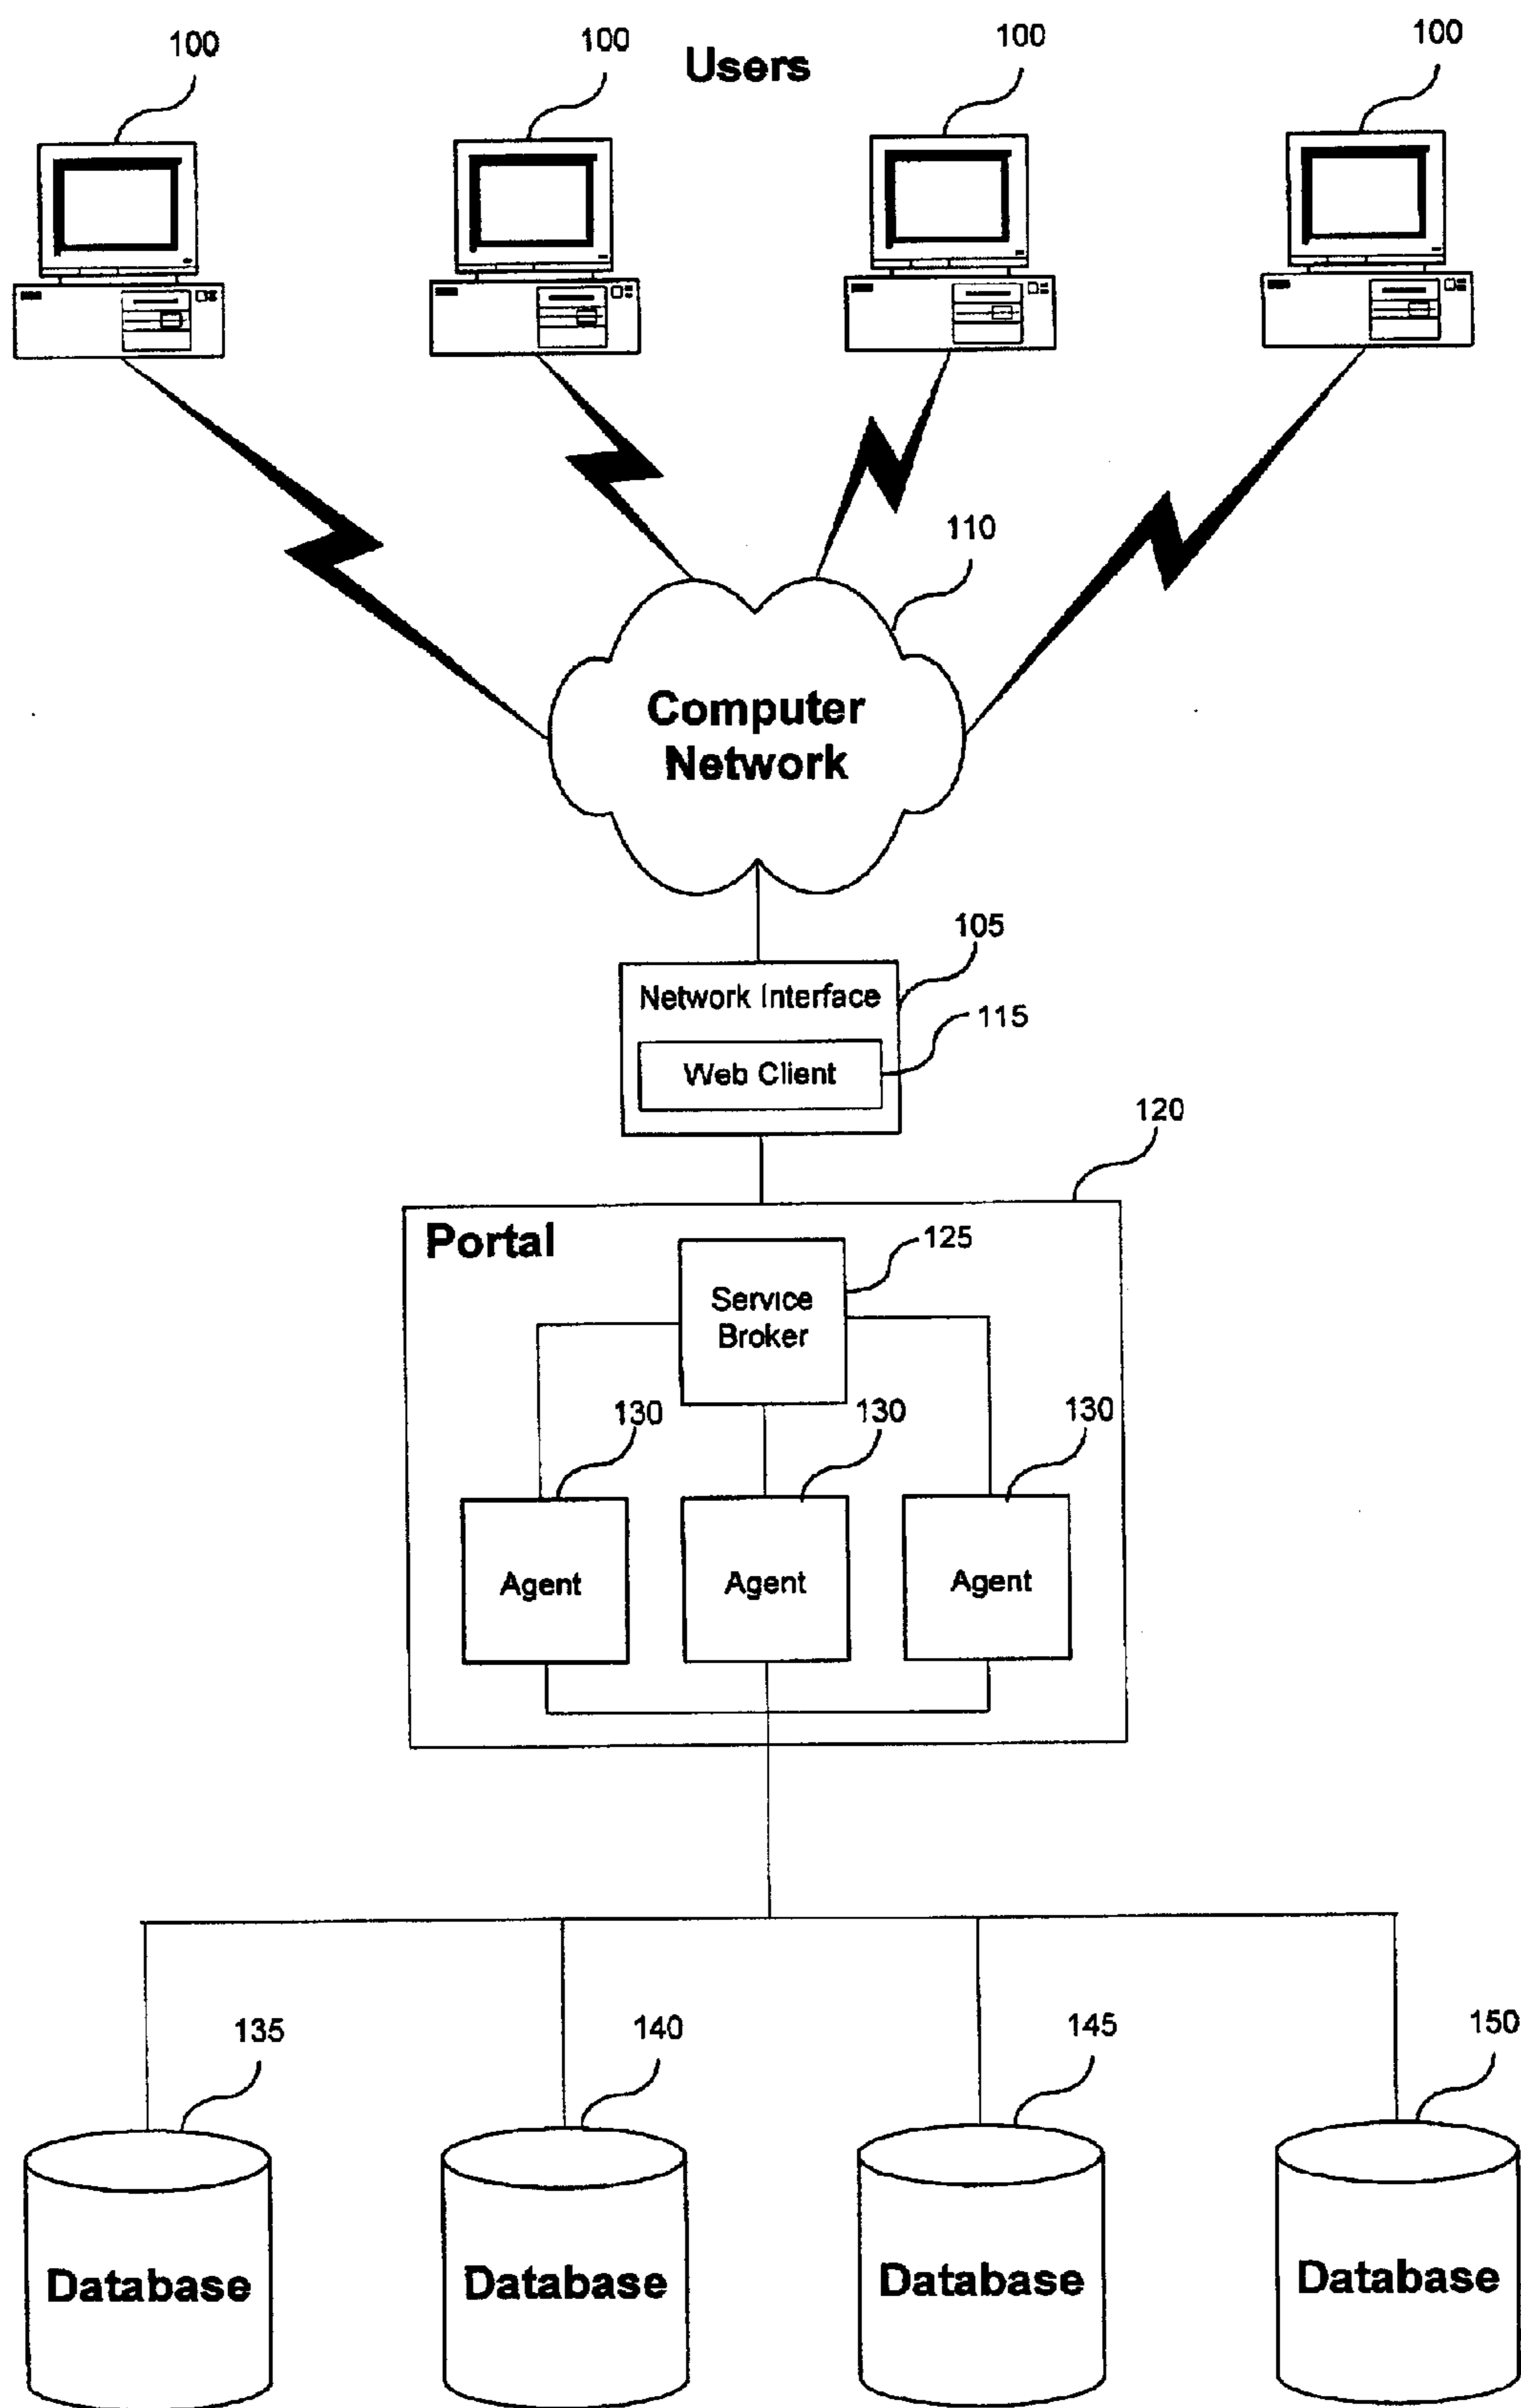 100
100
Users
100
100
110
Computer
Network
105
Network Interface
115
Web Client
120
Portal
125
Service
Broker
130
130
130
Agent
Agent
Agent
135
140
145
150
Database
Database
Database
Database